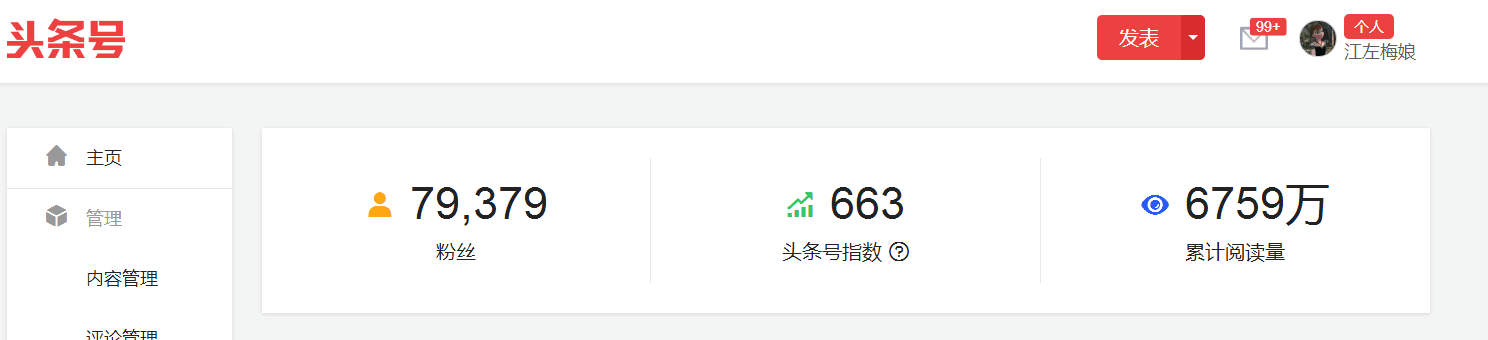 头条号
发表
99+
个人
江左梅娘
主页
管理
内容管理
评论管理
79,379
粉丝
663
头条号指数
6759万
累计阅读量